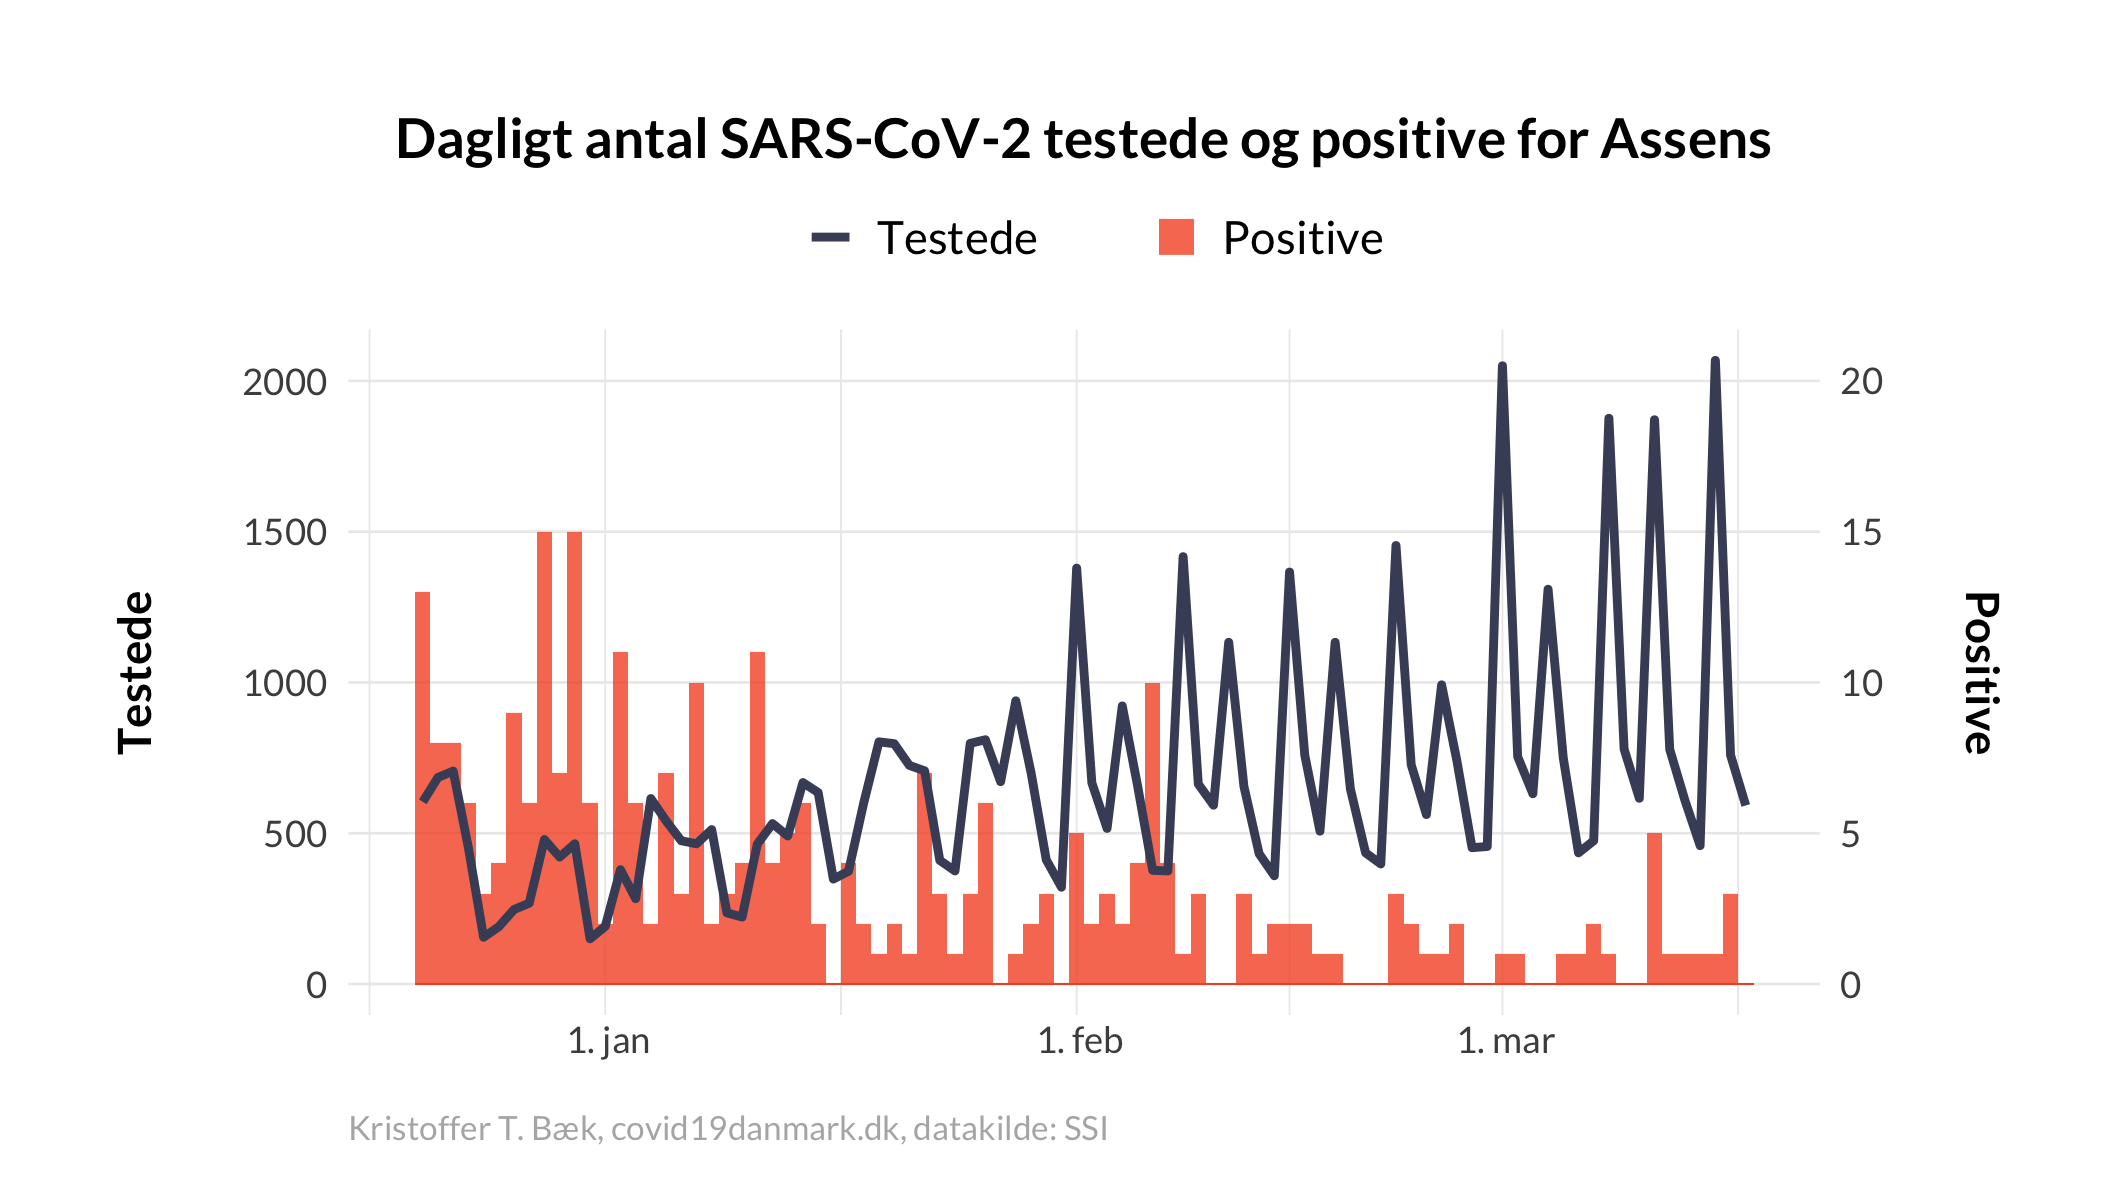 Dagligt antal SARS-CoV-2 testede og positive for Assens
Testede Positive
2000 20
1500 15
1000 10
500 5
0 0
Testede
Positive
1. jan 1. feb 1. mar
Kristoffer T. Bæk, covid19danmark.dk, datakilde: SSI